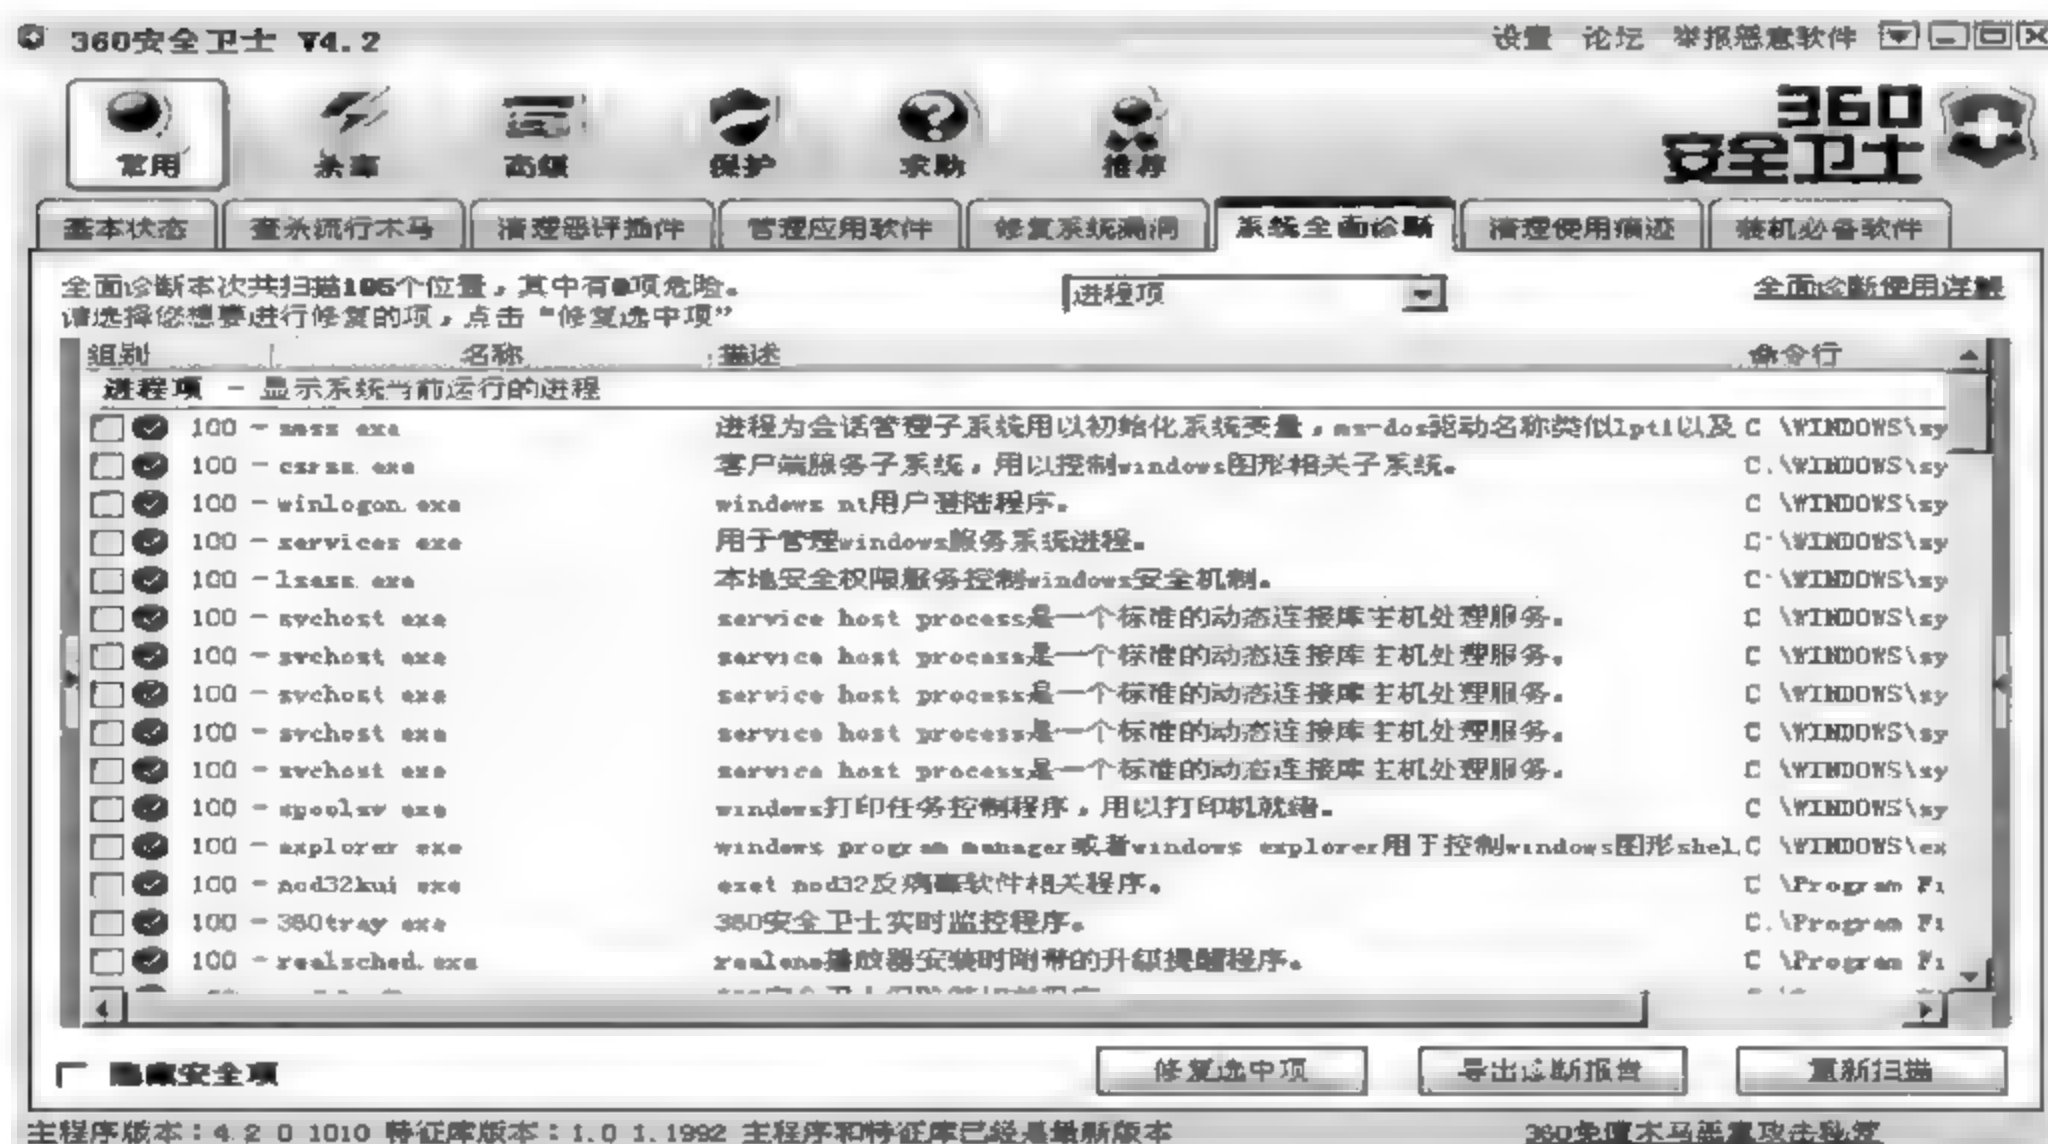 360安全卫士 V4.2
设置 论坛 举报恶意软件
常用 杀毒 高级 保护 求助 推荐
360
安全卫士
基本状态 查杀流行木马 清理恶评插件 管理应用软件 修复系统漏洞 系统全面诊断 清理使用痕迹 装机必备软件
全面诊断本次共扫描105个位置，其中有0项危险。
请选择您想要进行修复的项，点击“修复选中项”
进程项
全面诊断使用详解
组别 名称 描述 命令行
进程项 - 显示系统当前运行的进程
100 - smss.exe 进程为会话管理子系统用以初始化系统变量，ms-dos驱动名称类似lpt1以及 C:\WINDOWS\sy
100 - csrss.exe 客户端服务子系统，用以控制windows图形相关子系统。 C:\WINDOWS\sy
100 - winlogon.exe windows nt用户登陆程序。 C:\WINDOWS\sy
100 - services.exe 用于管理windows服务系统进程。 C:\WINDOWS\sy
100 - lsass.exe 本地安全权限服务控制windows安全机制。 C:\WINDOWS\sy
100 - svchost.exe service host process是一个标准的动态连接库主机处理服务。 C:\WINDOWS\sy
100 - svchost.exe service host process是一个标准的动态连接库主机处理服务。 C:\WINDOWS\sy
100 - svchost.exe service host process是一个标准的动态连接库主机处理服务。 C:\WINDOWS\sy
100 - svchost.exe service host process是一个标准的动态连接库主机处理服务。 C:\WINDOWS\sy
100 - svchost.exe service host process是一个标准的动态连接库主机处理服务。 C:\WINDOWS\sy
100 - spoolsv.exe windows打印任务控制程序，用以打印机就绪。 C:\WINDOWS\sy
100 - explorer.exe windows program manager或者windows explorer用于控制windows图形shel C:\WINDOWS\ex
100 - nod32kui.exe eset nod32反病毒软件相关程序。 C:\Program Fi
100 - 360tray.exe 360安全卫士实时监控程序。 C:\Program Fi
100 - realsched.exe realone播放器安装时附带的升级提醒程序。 C:\Program Fi
隐藏安全项
修复选中项 导出诊断报告 重新扫描
主程序版本：4.2.0.1010 特征库版本：1.0.1.1992 主程序和特征库已经是最新版本